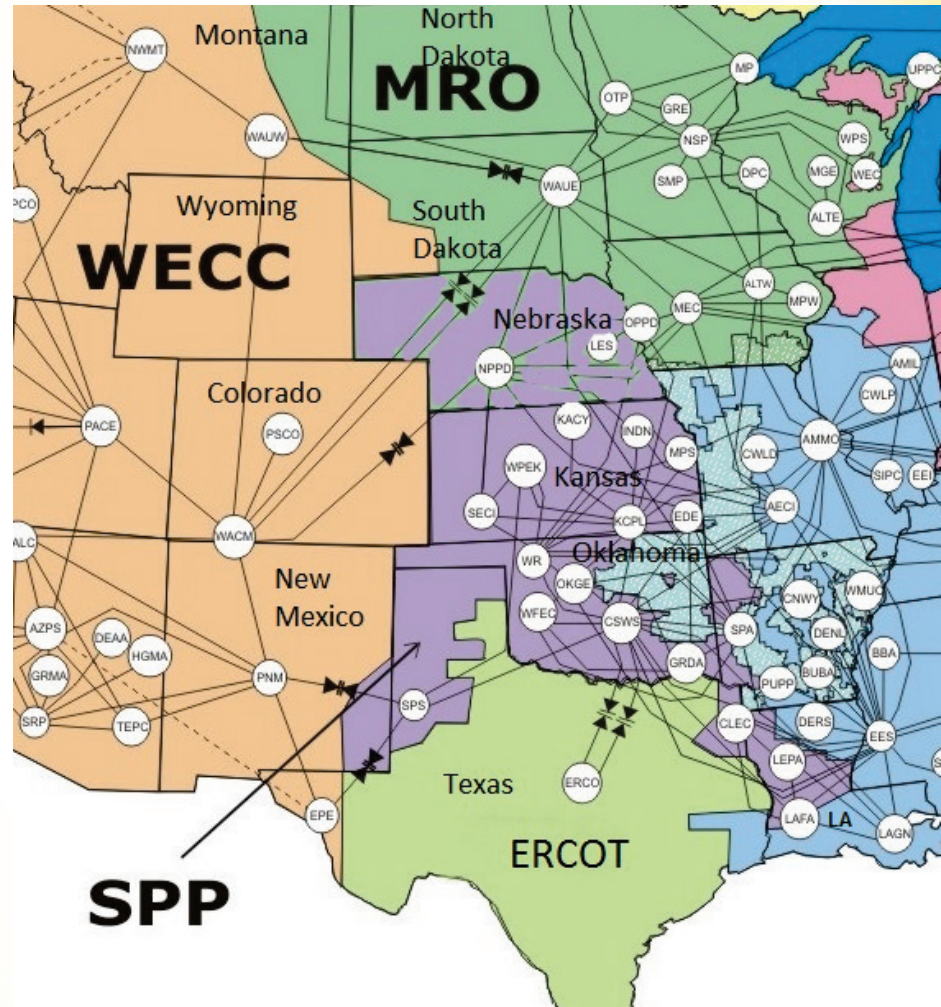 North
Dakota
Montana
NWMT
MRO
MP
UPPC
OTP
GRE
WAUW
NSP
WPS
WAUE
SMP
DPC
MGE
WEC
PCO
Wyoming
South
Dakota
ALTE
WECC
ALTW
MPW
MEC
OPPD
Nebraska
LES
NPPD
AMIL
CWLP
Colorado
PSCO
PACE
KACY
INDN
AMMO
MPS
CWLD
WPEK
Kansas
SIPC
EEI
SECI
KCPL
EDE
AECI
WACM
ALC
WR
Oklahoma
OKGE
New
Mexico
CNWY
WMUC
WFEC
CSWS
AZPS
DEAA
HGMA
SPA
DENL
BBA
GRMA
PNM
GRDA
PUPP
BUBA
SPS
SRP
TEPC
CLEC
DERS
EES
LEPA
S
Texas
ERCO
EPE
LAFA
LA
LAGN
ERCOT
SPP